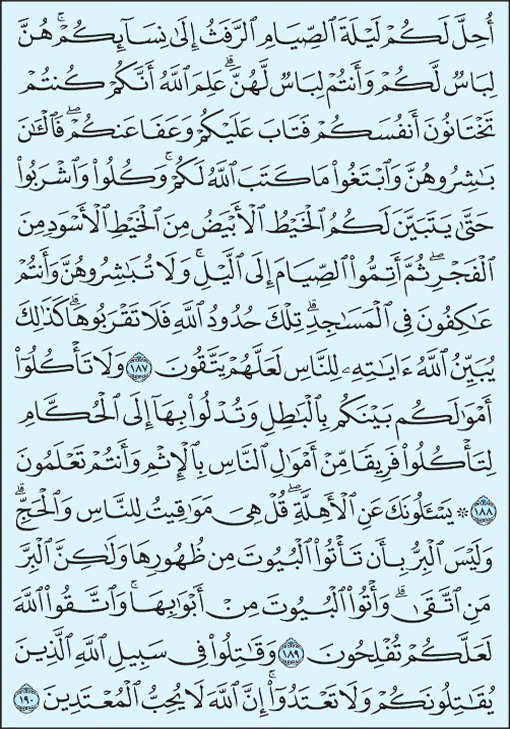 أُحِلَّ لَكُمْ لَيْلَةَ ٱلصِّيَامِ ٱلرَّفَثُ إِلَىٰ نِسَآئِكُمْ ۚ هُنَّ
لِبَاسٌ لَّكُمْ وَأَنتُمْ لِبَاسٌ لَّهُنَّ ۗ عَلِمَ ٱللَّهُ أَنَّكُمْ كُنتُمْ
تَخْتَانُونَ أَنفُسَكُمْ فَتَابَ عَلَيْكُمْ وَعَفَا عَنكُمْ ۖ فَٱلْـَٰٔنَ
بَـٰشِرُوهُنَّ وَٱبْتَغُوا۟ مَا كَتَبَ ٱللَّهُ لَكُمْ ۚ وَكُلُوا۟ وَٱشْرَبُوا۟
حَتَّىٰ يَتَبَيَّنَ لَكُمُ ٱلْخَيْطُ ٱلْأَبْيَضُ مِنَ ٱلْخَيْطِ ٱلْأَسْوَدِ مِنَ
ٱلْفَجْرِ ۖ ثُمَّ أَتِمُّوا۟ ٱلصِّيَامَ إِلَى ٱلَّيْلِ ۚ وَلَا تُبَـٰشِرُوهُنَّ وَأَنتُمْ
عَـٰكِفُونَ فِى ٱلْمَسَـٰجِدِ ۗ تِلْكَ حُدُودُ ٱللَّهِ فَلَا تَقْرَبُوهَا ۗ كَذَٰلِكَ
يُبَيِّنُ ٱللَّهُ ءَايَـٰتِهِۦ لِلنَّاسِ لَعَلَّهُمْ يَتَّقُونَ ١٨٧ وَلَا تَأْكُلُوٓا۟
أَمْوَٰلَكُم بَيْنَكُم بِٱلْبَـٰطِلِ وَتُدْلُوا۟ بِهَآ إِلَى ٱلْحُكَّامِ
لِتَأْكُلُوا۟ فَرِيقًا مِّنْ أَمْوَٰلِ ٱلنَّاسِ بِٱلْإِثْمِ وَأَنتُمْ تَعْلَمُونَ
١٨٨ ۞ يَسْـَٔلُونَكَ عَنِ ٱلْأَهِلَّةِ ۖ قُلْ هِىَ مَوَٰقِيتُ لِلنَّاسِ وَٱلْحَجِّ ۗ
وَلَيْسَ ٱلْبِرُّ بِأَن تَأْتُوا۟ ٱلْبُيُوتَ مِن ظُهُورِهَا وَلَـٰكِنَّ ٱلْبِرَّ
مَنِ ٱتَّقَىٰ ۗ وَأْتُوا۟ ٱلْبُيُوتَ مِنْ أَبْوَٰبِهَا ۚ وَٱتَّقُوا۟ ٱللَّهَ
لَعَلَّكُمْ تُفْلِحُونَ ١٨٩ وَقَـٰتِلُوا۟ فِى سَبِيلِ ٱللَّهِ ٱلَّذِينَ
يُقَـٰتِلُونَكُمْ وَلَا تَعْتَدُوٓا۟ ۚ إِنَّ ٱللَّهَ لَا يُحِبُّ ٱلْمُعْتَدِينَ ١٩٠